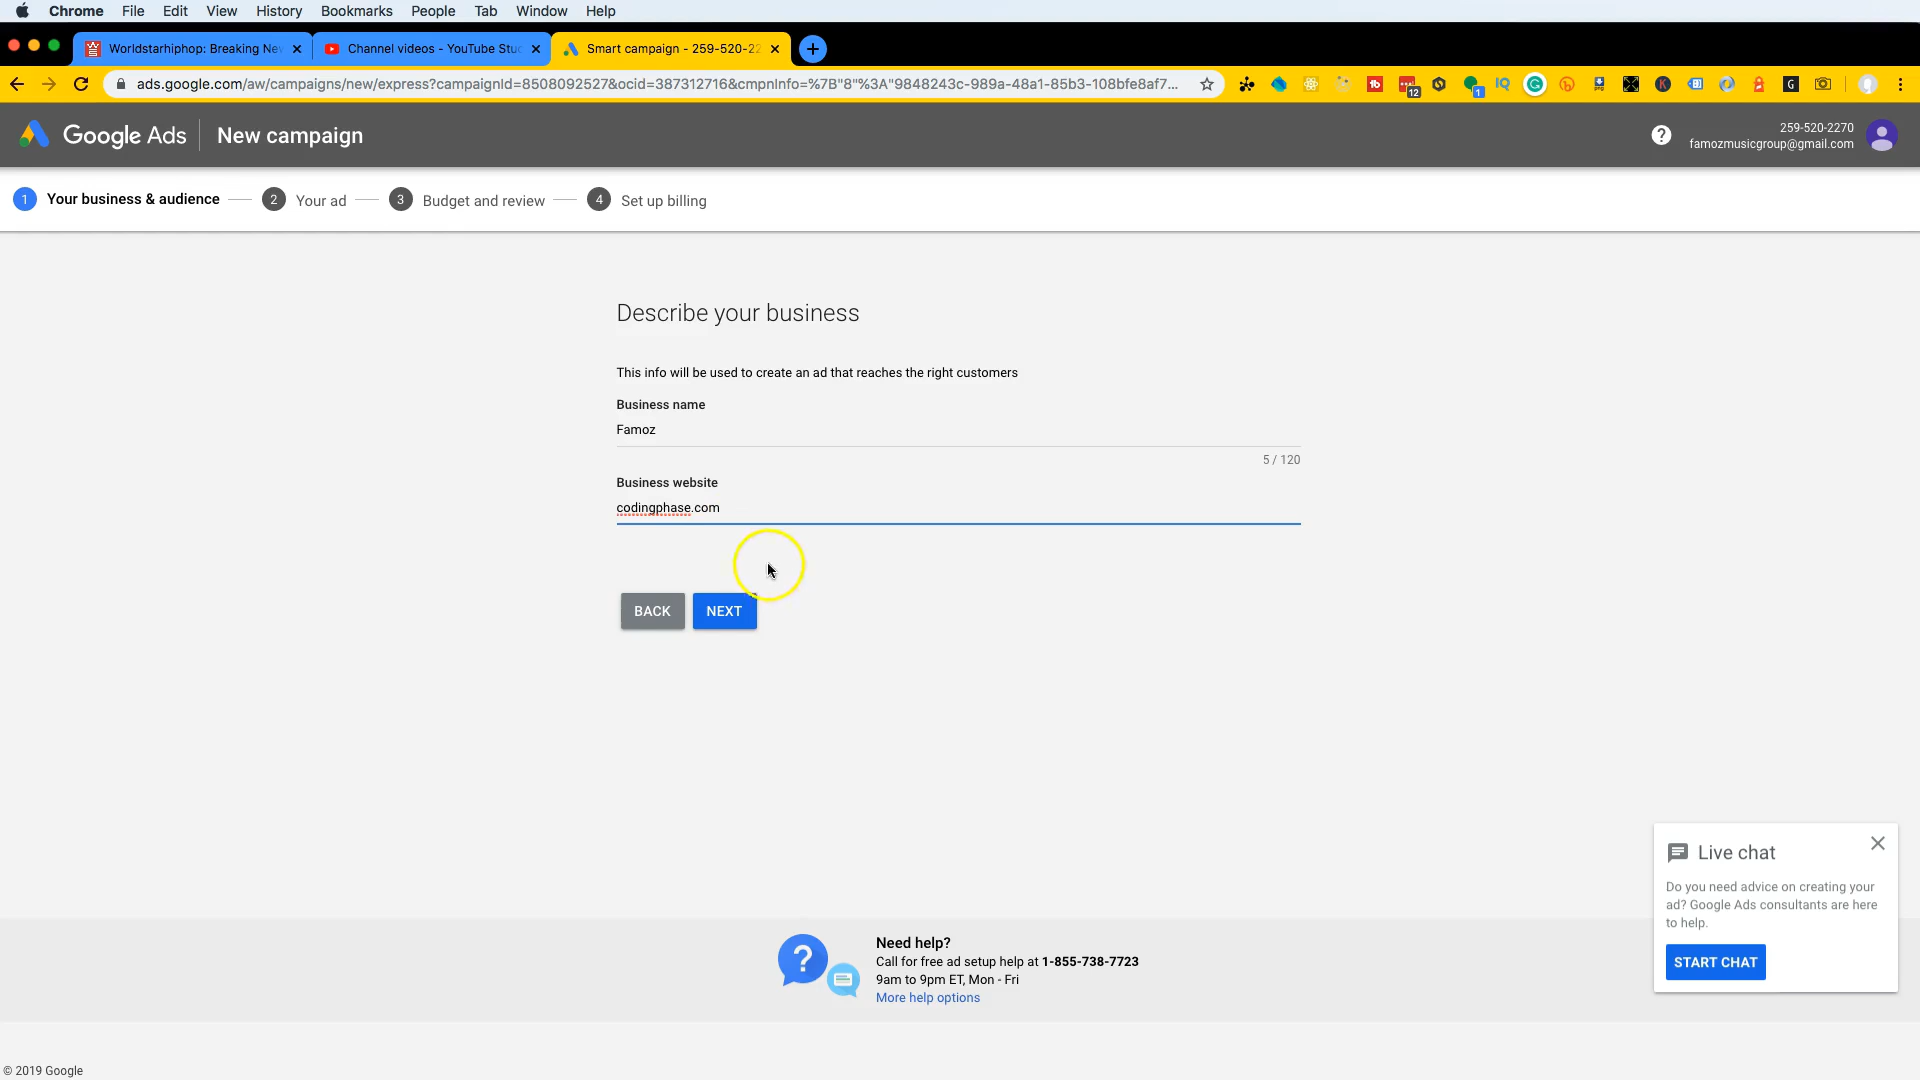 Chrome File Edit View History Bookmarks People Tab Window Help
Worldstarhiphop: Breaking Ne
Channel videos - YouTube Stu
Smart campaign - 259-520-22
ads.google.com/aw/campaigns/new/express?campaignId=8508092527&ocid=387312716&cmpnInfo=%7B"8"%3A"9848243c-989a-48a1-85b3-108bfe8af7...
Google Ads New campaign
259-520-2270
famozmusicgroup@gmail.com
1 Your business & audience 2 Your ad 3 Budget and review 4 Set up billing
Describe your business
This info will be used to create an ad that reaches the right customers
Business name
Famoz
5 / 120
Business website
codingphase.com
BACK NEXT
Live chat
Do you need advice on creating your
ad? Google Ads consultants are here
to help.
START CHAT
Need help?
Call for free ad setup help at 1-855-738-7723
9am to 9pm ET, Mon - Fri
More help options
© 2019 Google